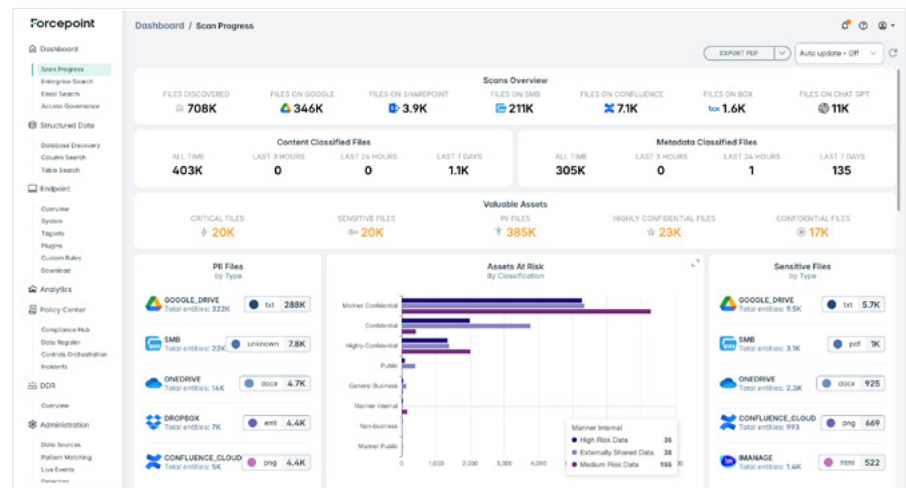 Forcepoint
Dashboard / Scan Progress
Dashboard
Scan Progress
Enterprise Search
Email Search
Access Governance
Structured Data
Database Discovery
Column Search
Table Search
Endpoint
Overview
System
Tagsets
Plugins
Custom Rules
Download
Analytics
Policy Center
Compliance Hub
Data Register
Controls Orchestration
Incidents
DDR
Overview
Administration
Data Sources
Pattern Matching
Live Events
Detectors
EXPORT PDF
Auto update - Off
Scans Overview
FILES DISCOVERED FILES ON GOOGLE FILES ON SHAREPOINT FILES ON SMB FILES ON CONFLUENCE FILES ON BOX FILES ON CHAT GPT
708K 346K 3.9K 211K 7.1K box 1.6K 11K
Content Classified Files
ALL TIME LAST 3 HOURS LAST 24 HOURS LAST 7 DAYS
403K 0 0 1.1K
Metadata Classified Files
ALL TIME LAST 3 HOURS LAST 24 HOURS LAST 7 DAYS
305K 0 1 135
Valuable Assets
CRITICAL FILES SENSITIVE FILES PII FILES HIGHLY CONFIDENTIAL FILES CONFIDENTIAL FILES
20K 20K 385K 23K 17K
PII Files
by Type
GOOGLE_DRIVE txt 288K
Total entities: 322K
SMB unknown 7.8K
Total entities: 22K
ONEDRIVE docx 4.7K
Total entities: 14K
DROPBOX eml 4.4K
Total entities: 7K
CONFLUENCE_CLOUD png 4.4K
Total entities: 5K
Assets At Risk
By Classification
Mariner Confidential
Confidential
Highly-Confidential
Public
General Business
Mariner Internal
Non-business
Mariner Public
0 1,000 2,000 3,000 4,000
Mariner Internal
High Risk Data 36
Externally Shared Data 38
Medium Risk Data 166
Sensitive Files
by Type
GOOGLE_DRIVE txt 5.7K
Total entities: 9.5K
SMB pdf 1K
Total entities: 3.1K
ONEDRIVE docx 925
Total entities: 2.3K
CONFLUENCE_CLOUD png 669
Total entities: 993
IMANAGE html 522
Total entities: 1.4K